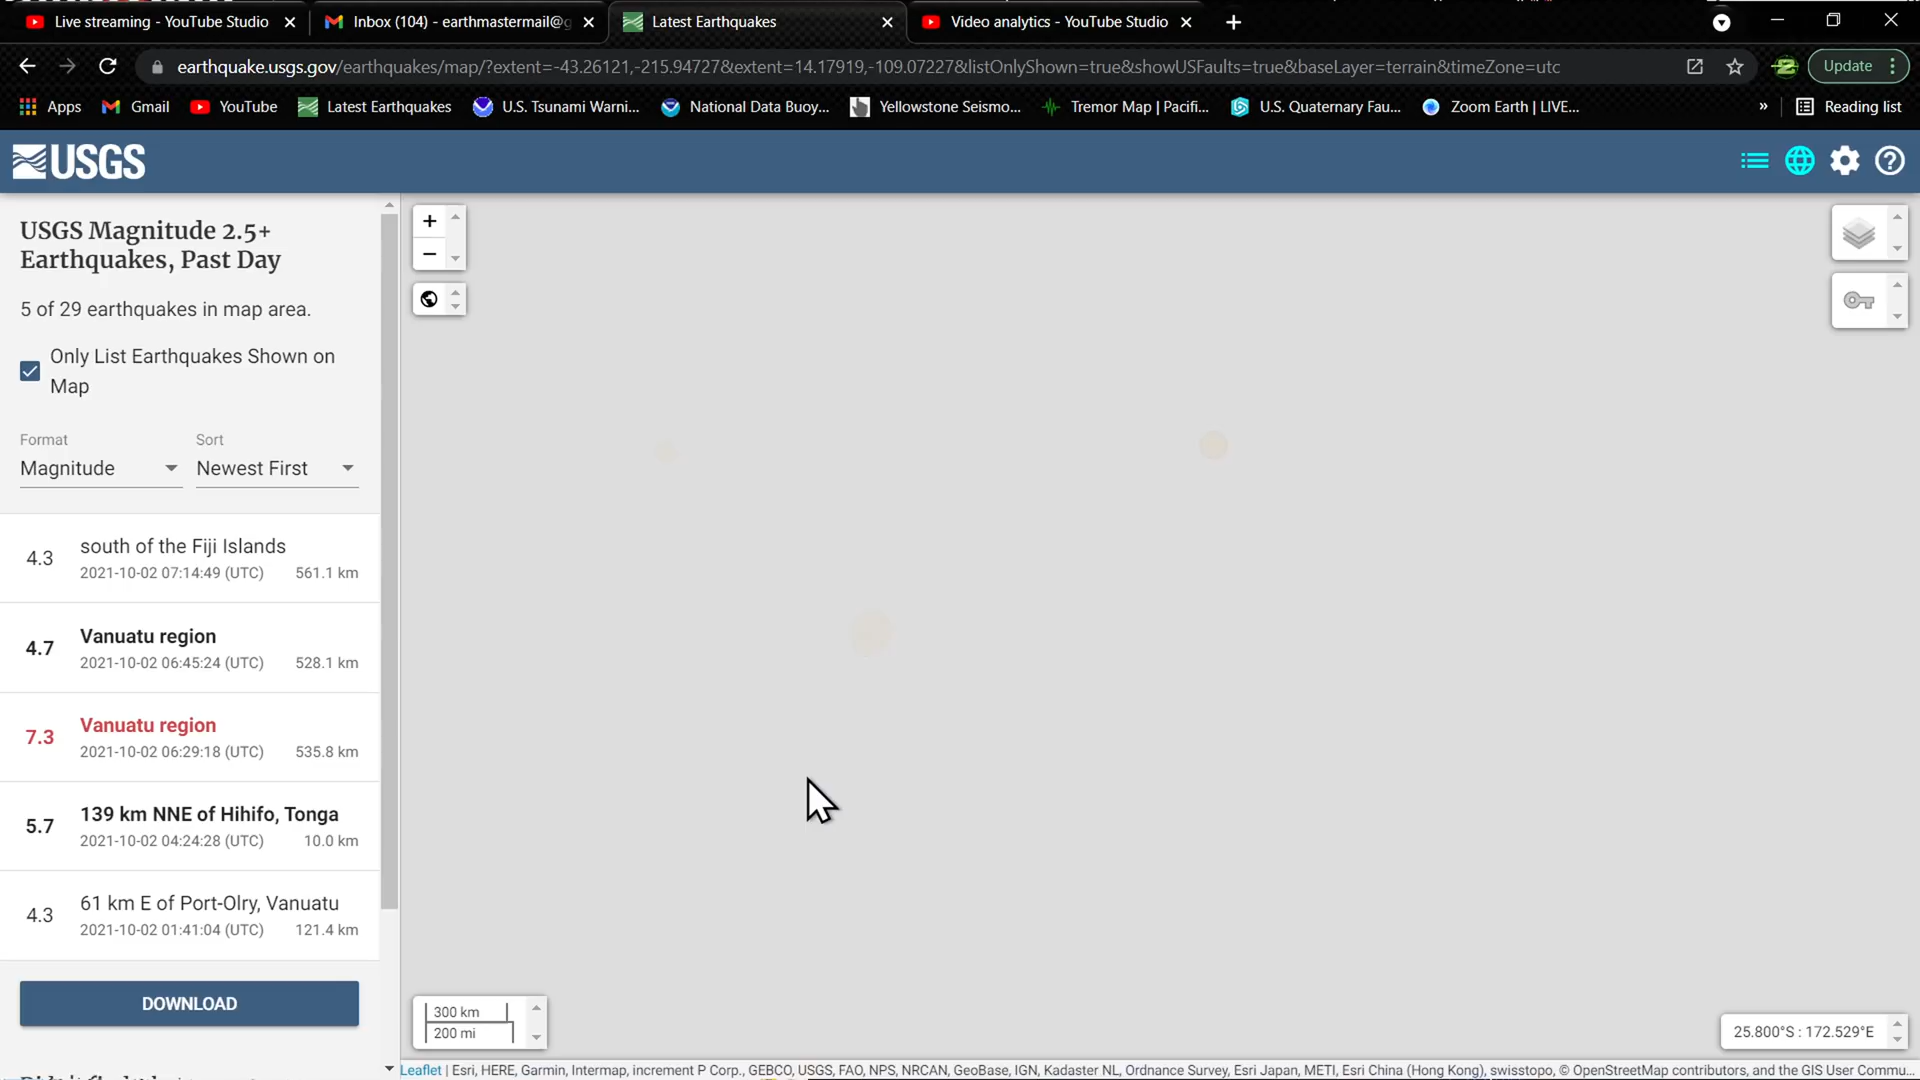 Live streaming - YouTube Studio
Inbox (104) - earthmastermail@g
Latest Earthquakes
Video analytics - YouTube Studio
earthquake.usgs.gov/earthquakes/map/?extent=-43.26121,-215.94727&extent=14.17919,-109.07227&listOnlyShown=true&showUSFaults=true&baseLayer=terrain&timeZone=utc
Update
Apps
Gmail
YouTube
Latest Earthquakes
U.S. Tsunami Warni...
National Data Buoy...
Yellowstone Seismo...
Tremor Map | Pacifi...
U.S. Quaternary Fau...
Zoom Earth | LIVE...
»
Reading list
USGS
USGS Magnitude 2.5+
Earthquakes, Past Day
5 of 29 earthquakes in map area.
Only List Earthquakes Shown on
Map
Format
Sort
Magnitude
Newest First
4.3
south of the Fiji Islands
2021-10-02 07:14:49 (UTC) 561.1 km
4.7
Vanuatu region
2021-10-02 06:45:24 (UTC) 528.1 km
7.3
Vanuatu region
2021-10-02 06:29:18 (UTC) 535.8 km
5.7
139 km NNE of Hihifo, Tonga
2021-10-02 04:24:28 (UTC) 10.0 km
4.3
61 km E of Port-Olry, Vanuatu
2021-10-02 01:41:04 (UTC) 121.4 km
DOWNLOAD
+
−
300 km
200 mi
25.800°S : 172.529°E
Leaflet | Esri, HERE, Garmin, Intermap, increment P Corp., GEBCO, USGS, FAO, NPS, NRCAN, GeoBase, IGN, Kadaster NL, Ordnance Survey, Esri Japan, METI, Esri China (Hong Kong), swisstopo, © OpenStreetMap contributors, and the GIS User Commu...